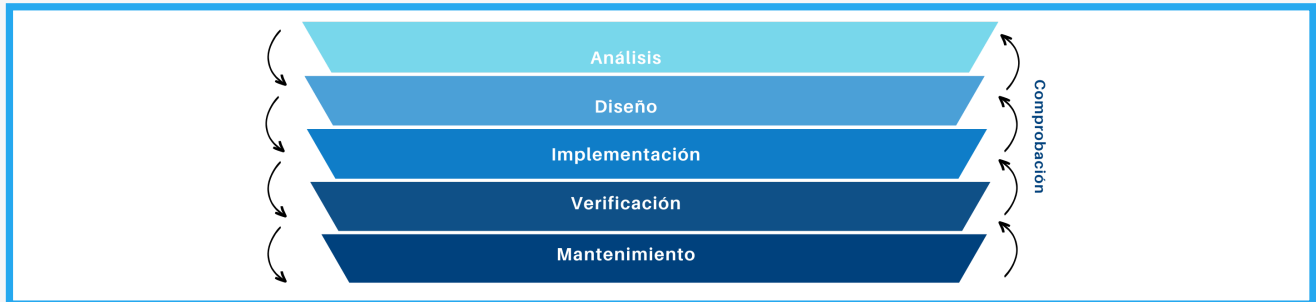 Análisis
Diseño
Implementación
Verificación
Mantenimiento
Comprobación